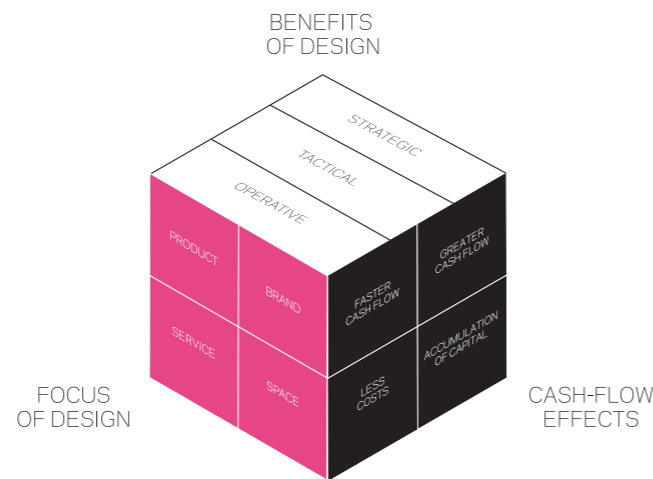 BENEFITS
OF DESIGN
STRATEGIC
TACTICAL
OPERATIVE
PRODUCT
BRAND
SERVICE
SPACE
GREATER
CASH FLOW
FASTER
CASH FLOW
ACCUMULATION
OF CAPITAL
LESS
COSTS
FOCUS
OF DESIGN
CASH-FLOW
EFFECTS